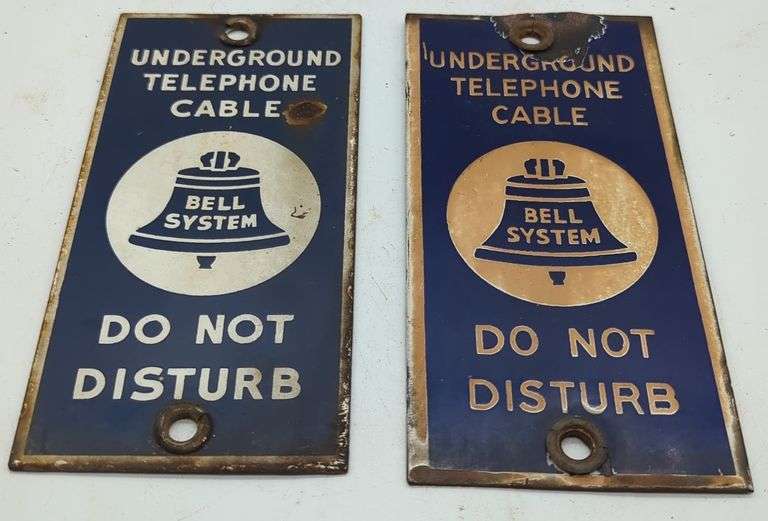 UNDERGROUND
TELEPHONE
CABLE
BELL
SYSTEM
DO NOT
DISTURB
UNDERGROUND
TELEPHONE
CABLE
BELL
SYSTEM
DO NOT
DISTURB